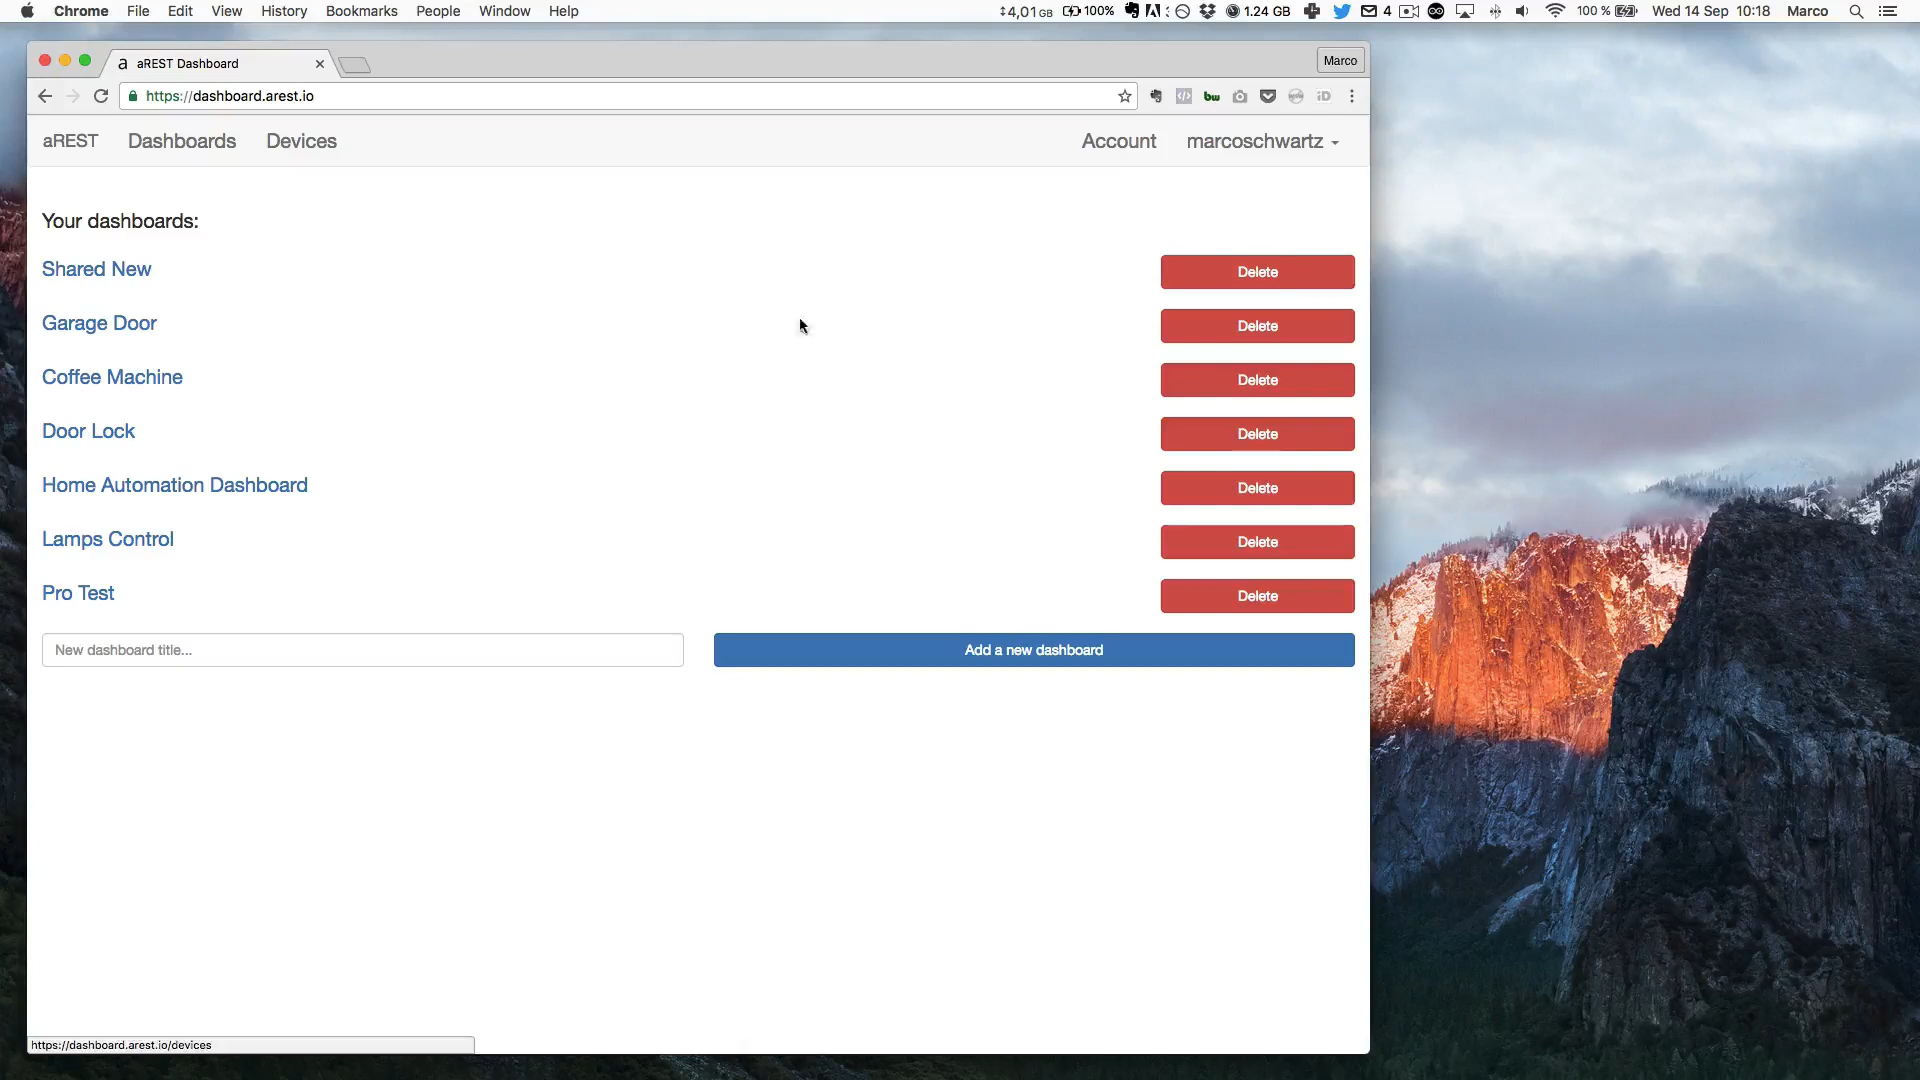 Chrome File Edit View History Bookmarks People Window Help 4,01GB 100% 1.24 GB 4 100 % Wed 14 Sep 10:18 Marco
a aREST Dashboard Marco
https://dashboard.arest.io bw iD
aREST Dashboards Devices Account marcoschwartz
Your dashboards:
Shared New Delete
Garage Door Delete
Coffee Machine Delete
Door Lock Delete
Home Automation Dashboard Delete
Lamps Control Delete
Pro Test Delete
New dashboard title... Add a new dashboard
https://dashboard.arest.io/devices